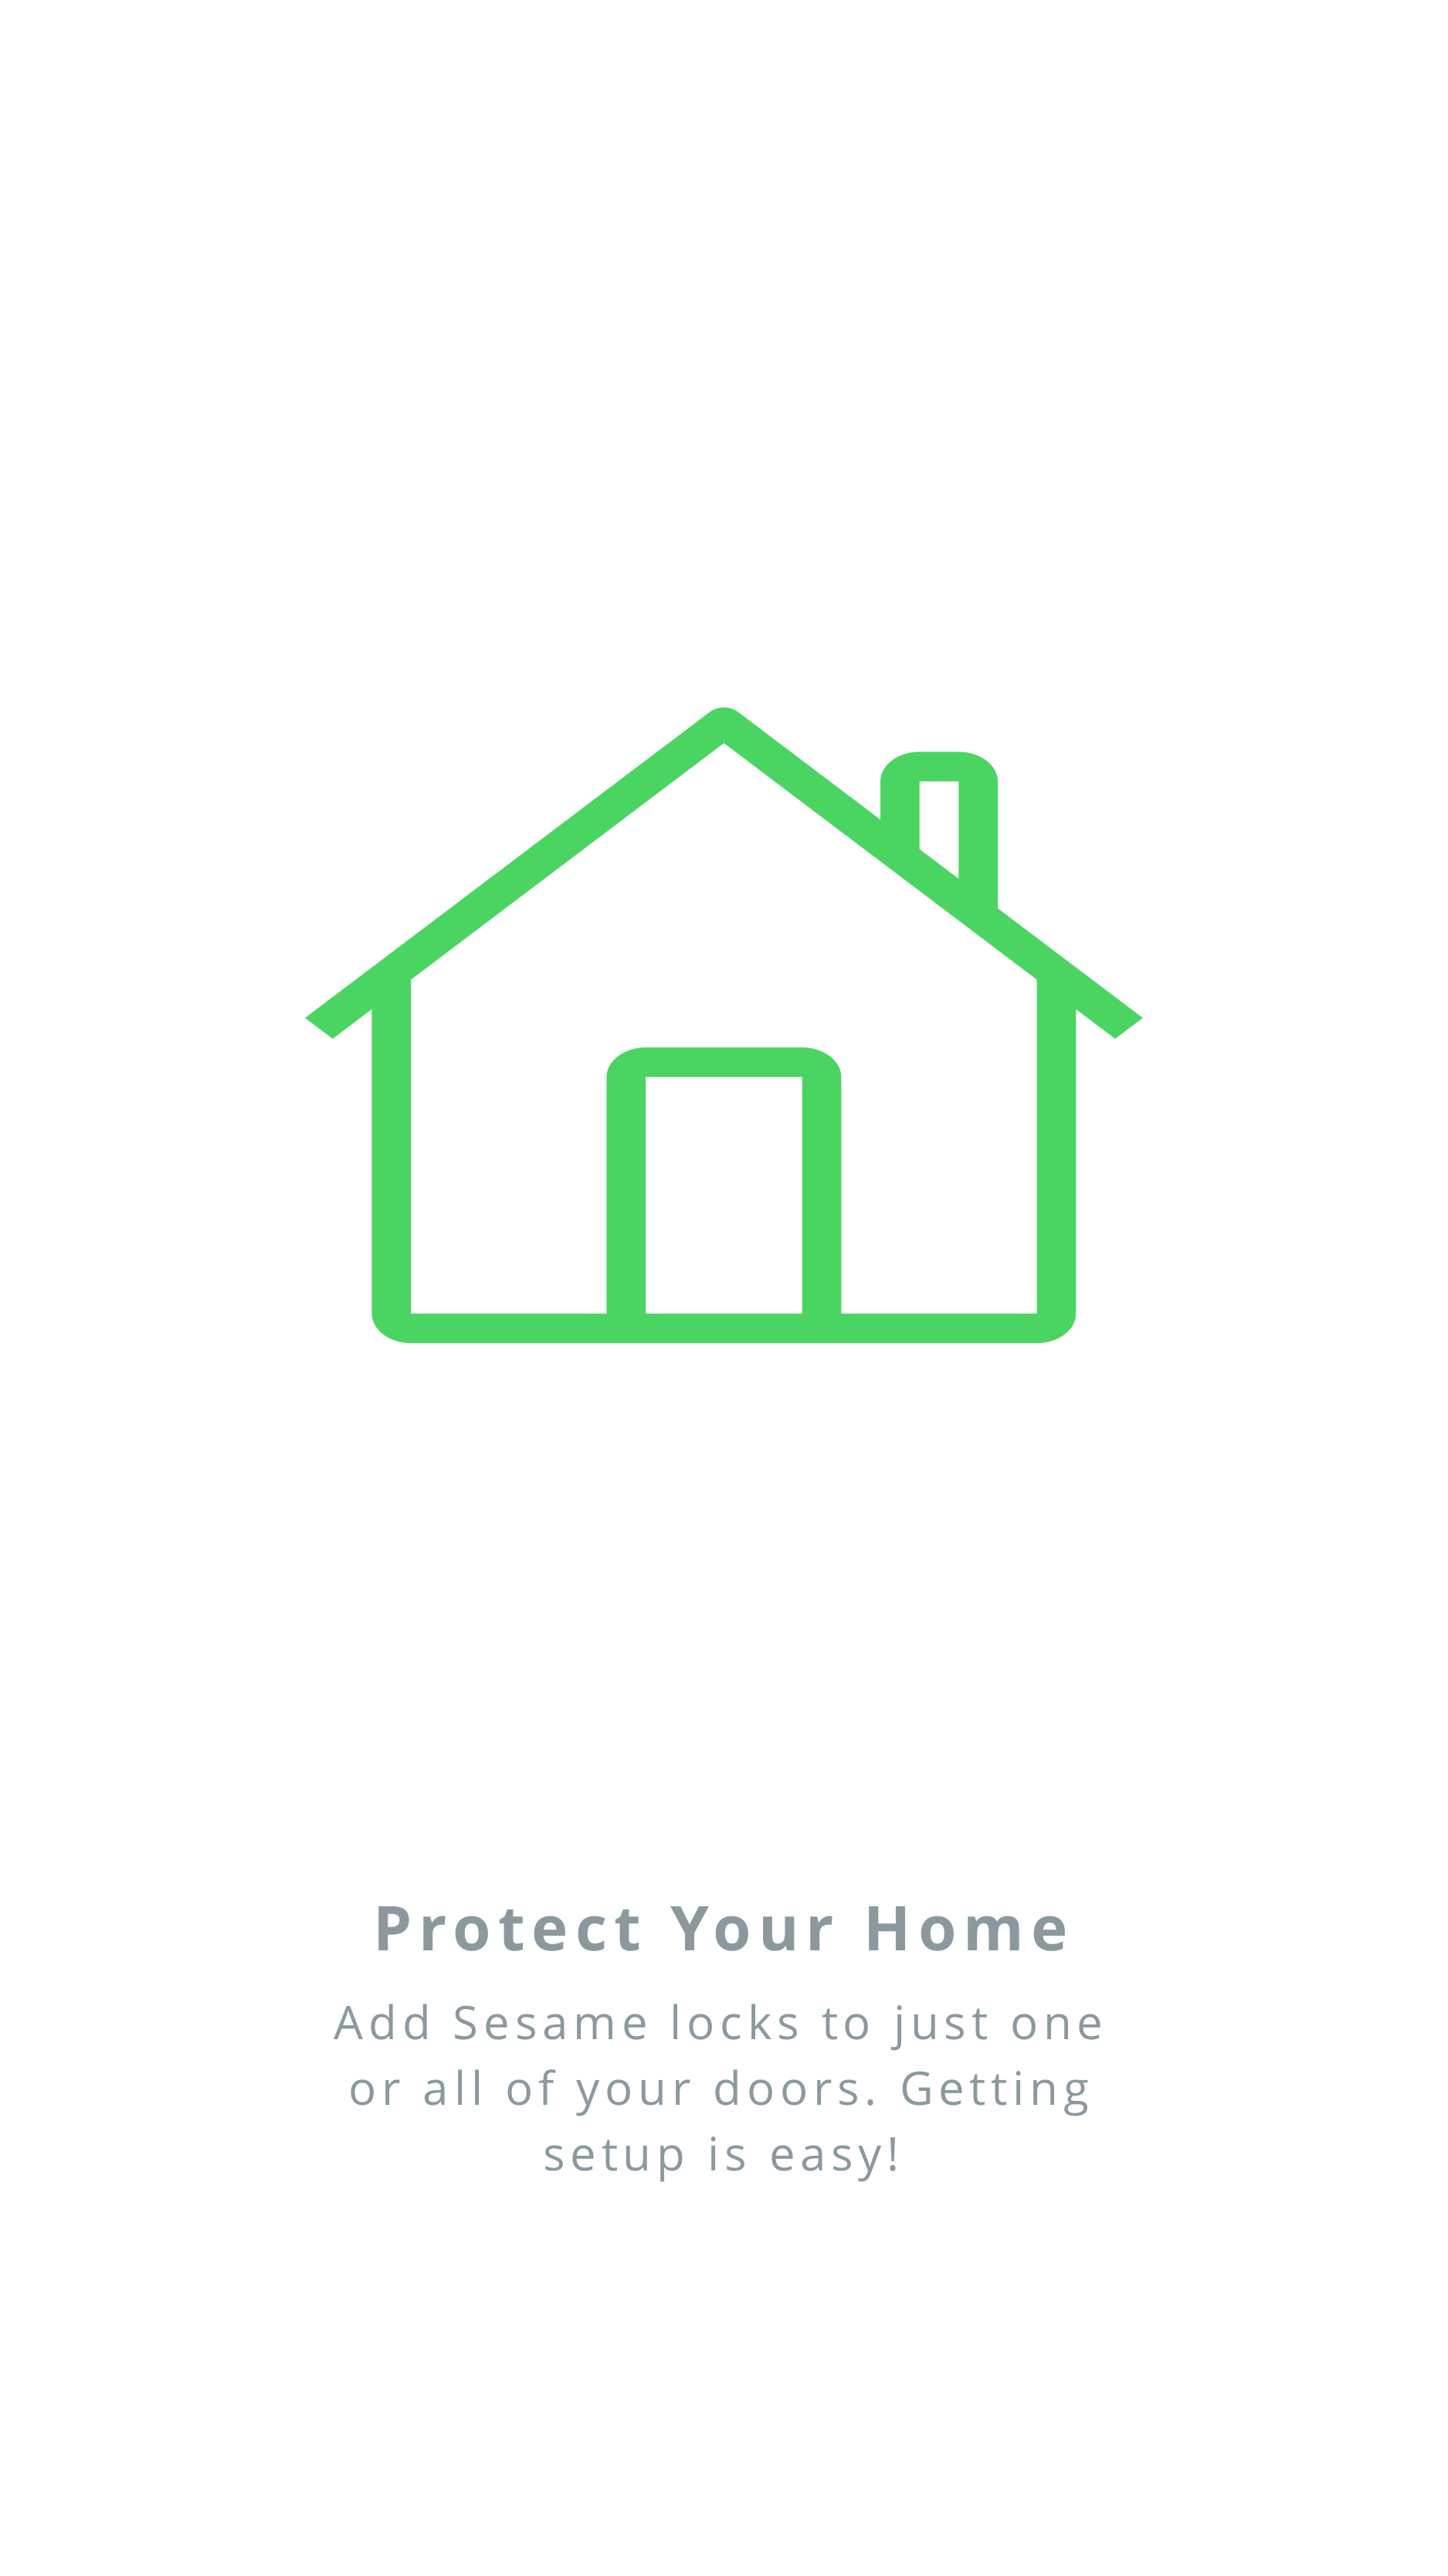 Protect Your Home
Add Sesame locks to just one
or all of your doors. Getting
setup is easy!